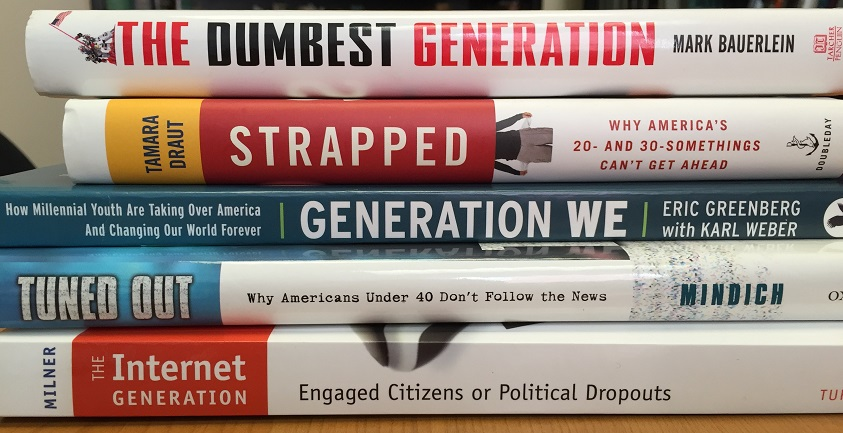 THE DUMBEST GENERATION MARK BAUERLEIN
TARCHER
PENGUIN
TAMARA
DRAUT
STRAPPED
WHY AMERICA'S
20- AND 30-SOMETHINGS
CAN'T GET AHEAD
DOUBLEDAY
How Millennial Youth Are Taking Over America
And Changing Our World Forever
GENERATION WE
ERIC GREENBERG
with KARL WEBER
TUNED OUT
Why Americans Under 40 Don't Follow the News
MINDICH
OX
MILNER
THE Internet
GENERATION
Engaged Citizens or Political Dropouts
TUF